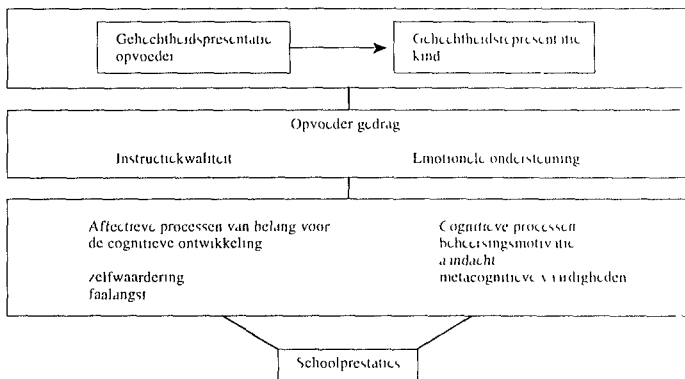 Gehechtheidspresentatie
opvoeder
Gehechtheidsrepresentatie
kind
Opvoeder gedrag
Instructiekwaliteit
Emotionele ondersteuning
Affectieve processen van belang voor
de cognitieve ontwikkeling
zelfwaardering
faalangst
Cognitieve processen
beheersingsmotivatie
aandacht
metacognitieve vaardigheden
Schoolprestaties